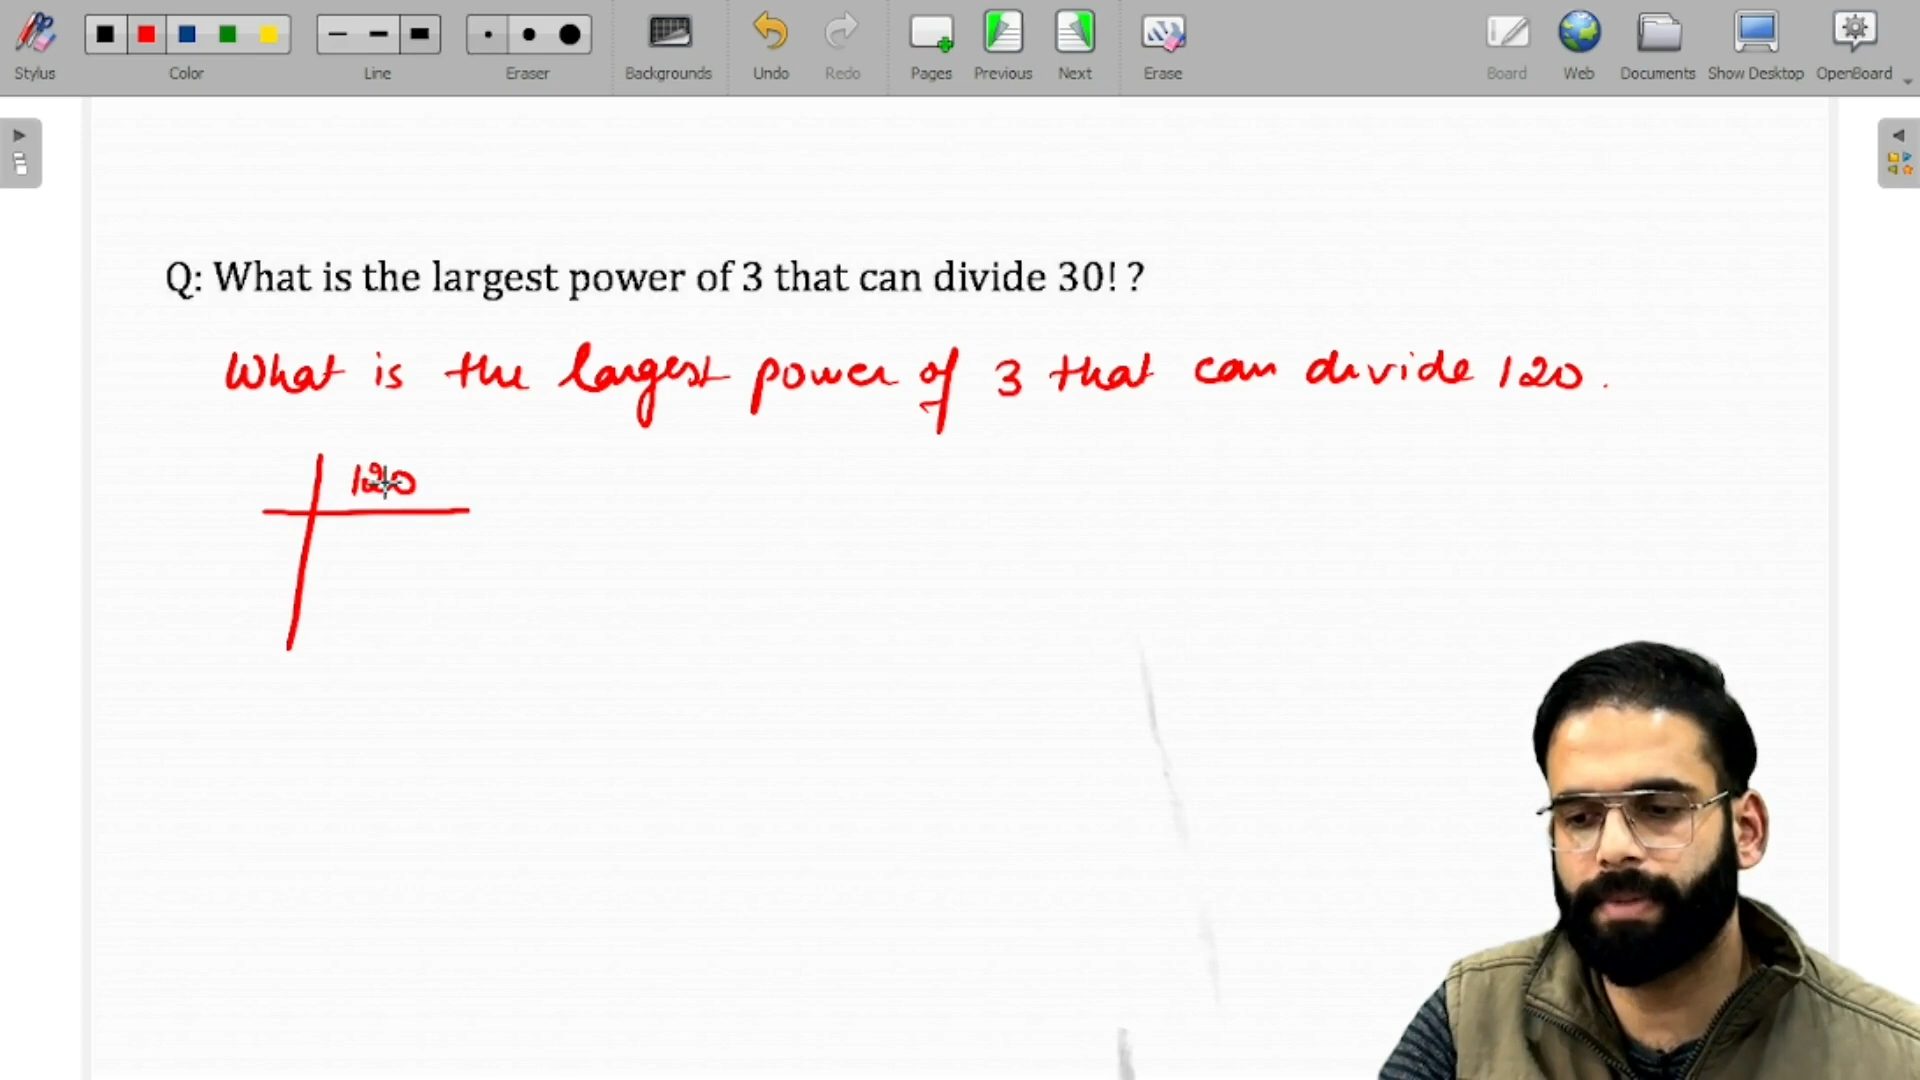 Stylus
Color
Line
Eraser
Backgrounds
Undo
Redo
Pages
Previous
Next
Erase
Board
Web
Documents
Show Desktop
OpenBoard
Q: What is the largest power of 3 that can divide 30! ?
What is the largest power of 3 that can divide 120.
120